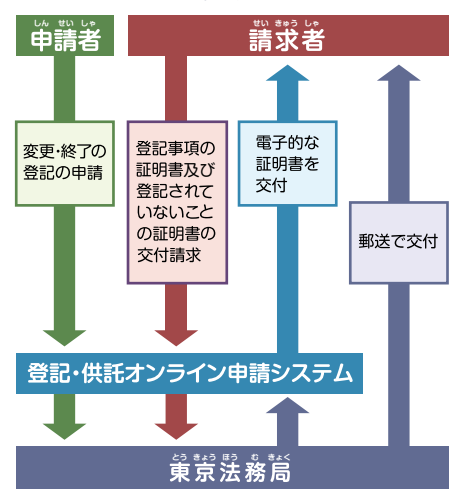 しん せい しゃ
申請者
せい きゅう しゃ
請求者
変更・終了の
登記の申請
登記事項の
証明書及び
登記されて
いないこと
の証明書の
交付請求
電子的な
証明書を
交付
郵送で交付
登記・供託オンライン申請システム
とう きょう ほう む きょく
東京法務局